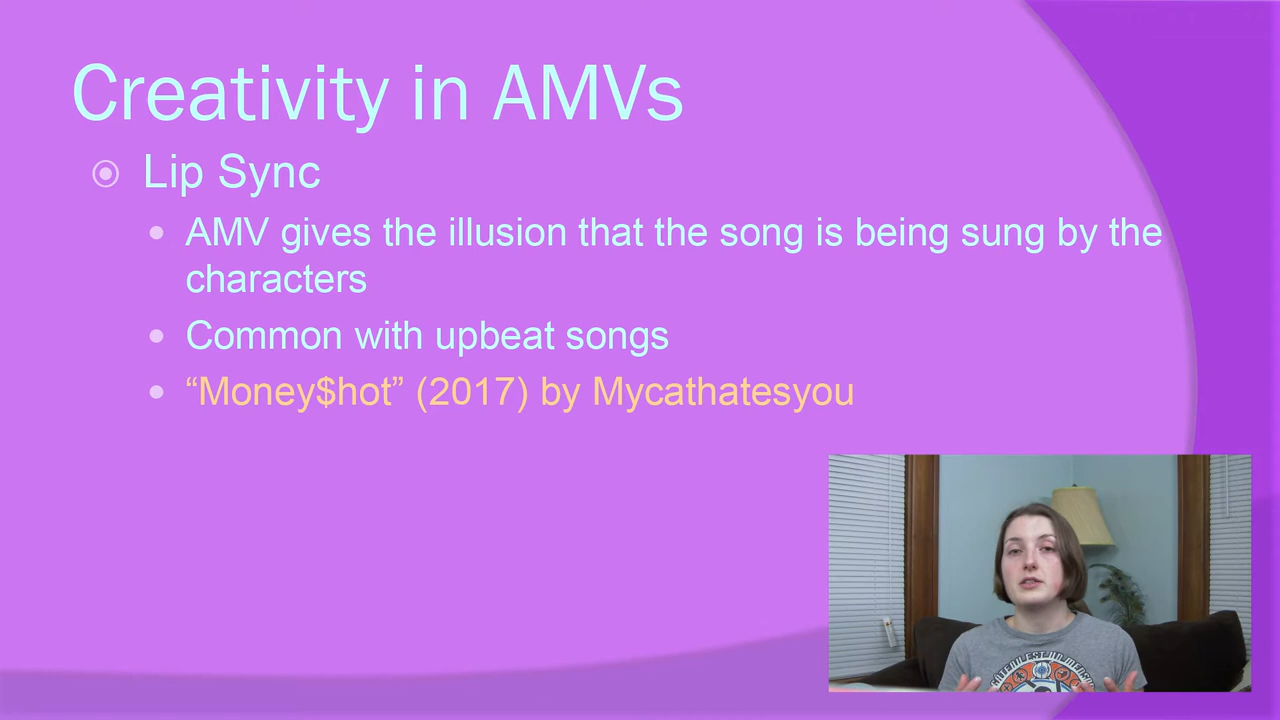 Creativity in AMVs
Lip Sync
AMV gives the illusion that the song is being sung by the
characters
Common with upbeat songs
“Money$hot” (2017) by Mycathatesyou